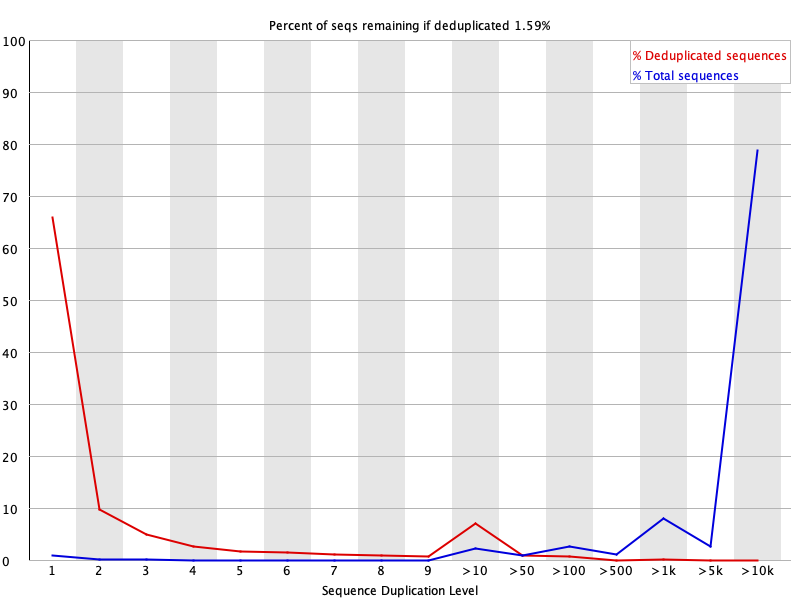 Percent of seqs remaining if deduplicated 1.59%
% Deduplicated sequences
% Total sequences
100
90
80
70
60
50
40
30
20
10
0
1 2 3 4 5 6 7 8 9 >10 >50 >100 >500 >1k >5k >10k
Sequence Duplication Level